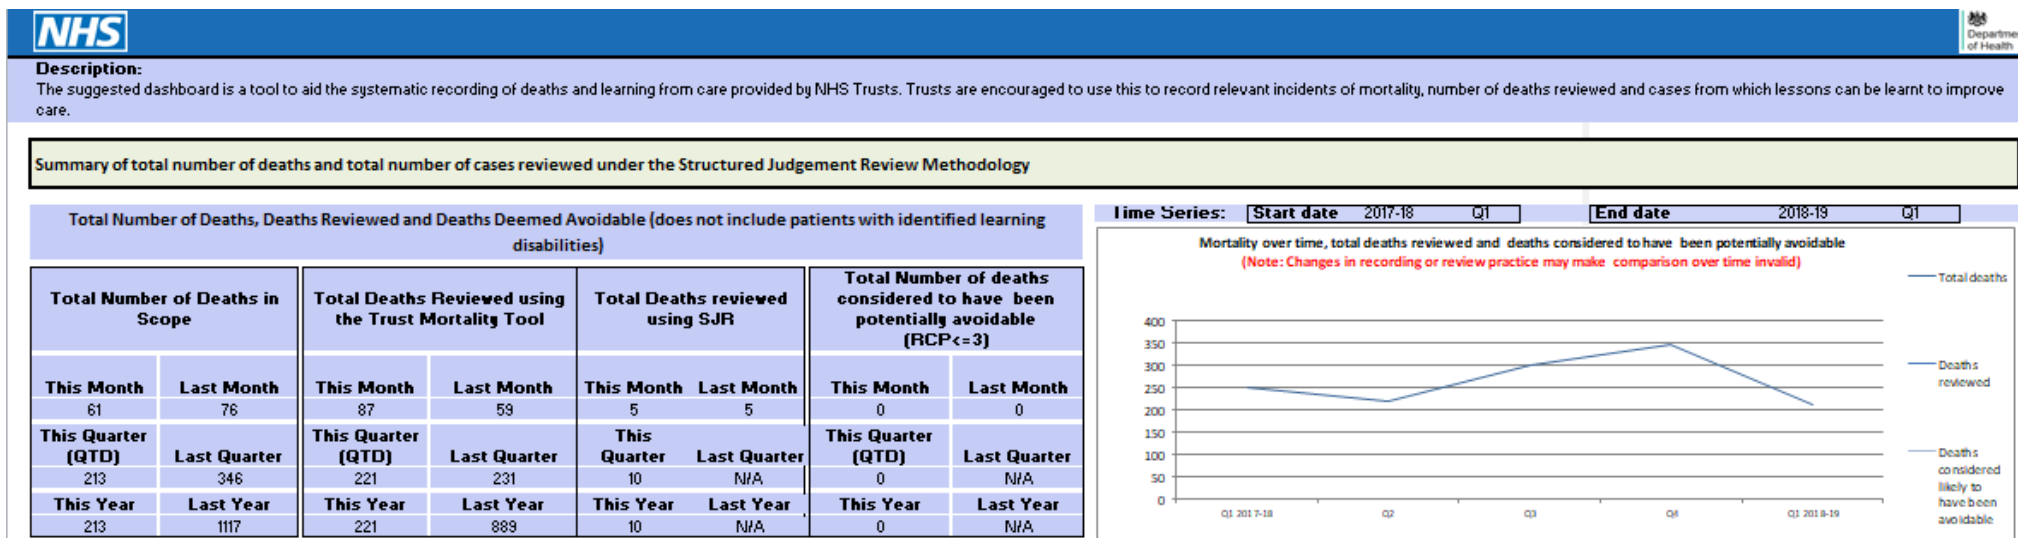 NHS
Departme
of Health
Description:
The suggested dashboard is a tool to aid the systematic recording of deaths and learning from care provided by NHS Trusts. Trusts are encouraged to use this to record relevant incidents of mortality, number of deaths reviewed and cases from which lessons can be learnt to improve
care.
Summary of total number of deaths and total number of cases reviewed under the Structured Judgement Review Methodology
Total Number of Deaths, Deaths Reviewed and Deaths Deemed Avoidable (does not include patients with identified learning
disabilities)
Total Number of Deaths in
Scope
Total Deaths Reviewed using
the Trust Mortality Tool
Total Deaths reviewed
using SJR
Total Number of deaths
considered to have been
potentially avoidable
(RCP<=3)
This Month Last Month This Month Last Month This Month Last Month This Month Last Month
61 76 87 59 5 5 0 0
This Quarter
(QTD) Last Quarter
This Quarter
(QTD) Last Quarter
This
Quarter Last Quarter
This Quarter
(QTD) Last Quarter
213 346 221 231 10 N/A 0 N/A
This Year Last Year This Year Last Year This Year Last Year This Year Last Year
213 1117 221 889 10 N/A 0 N/A
Time Series: Start date 2017-18 Q1 End date 2018-19 Q1
Mortality over time, total deaths reviewed and deaths considered to have been potentially avoidable
(Note: Changes in recording or review practice may make comparison over time invalid)
400
350
300
250
200
150
100
50
0
Q1 2017-18 Q2 Q3 Q4 Q1 2018-19
Total deaths
Deaths
reviewed
Deaths
considered
likely to
have been
avoidable